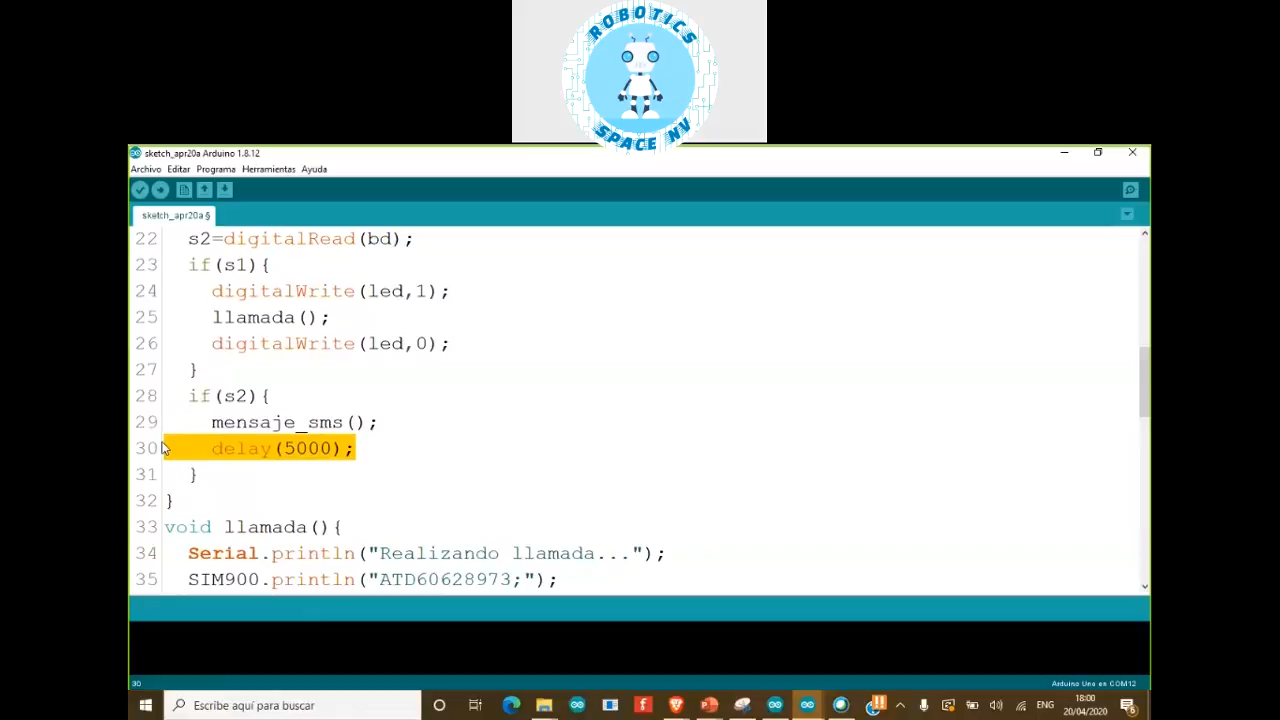 ROBOTICS
SPACE NV
sketch_apr20a Arduino 1.8.12
Archivo Editar Programa Herramientas Ayuda
sketch_apr20a §
22 s2=digitalRead(bd);
23 if(s1){
24 digitalWrite(led,1);
25 llamada();
26 digitalWrite(led,0);
27 }
28 if(s2){
29 mensaje_sms();
30 delay(5000);
31 }
32 }
33 void llamada(){
34 Serial.println("Realizando llamada...");
35 SIM900.println("ATD60628973;");
30
Arduino Uno en COM12
Escribe aquí para buscar
ENG
18:00
20/04/2020